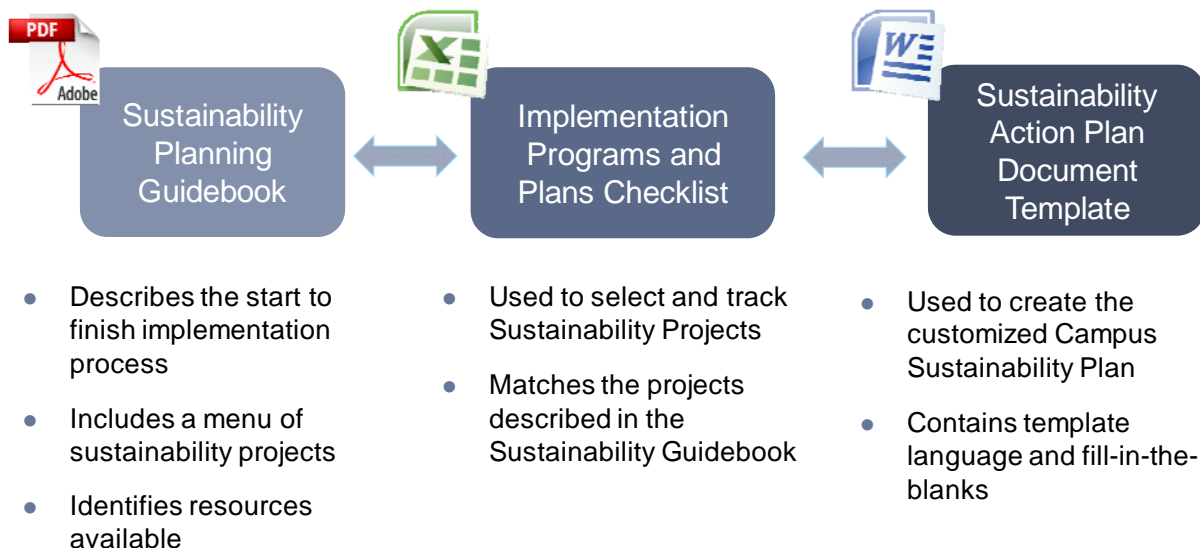 PDF
Adobe
Sustainability
Planning
Guidebook
Implementation
Programs and
Plans Checklist
W
Sustainability
Action Plan
Document
Template
● Describes the start to
finish implementation
process
● Includes a menu of
sustainability projects
● Identifies resources
available
● Used to select and track
Sustainability Projects
● Matches the projects
described in the
Sustainability Guidebook
● Used to create the
customized Campus
Sustainability Plan
● Contains template
language and fill-in-the-
blanks